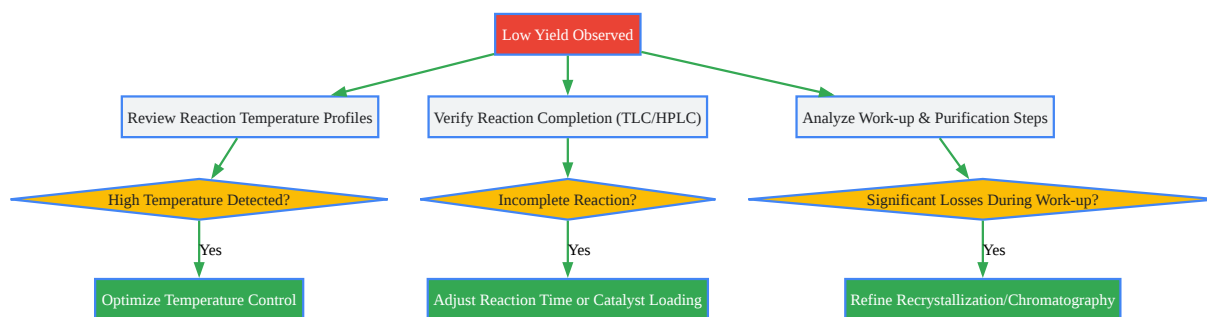 Low Yield Observed
Review Reaction Temperature Profiles
Verify Reaction Completion (TLC/HPLC)
Analyze Work-up & Purification Steps
High Temperature Detected?
Incomplete Reaction?
Significant Losses During Work-up?
Yes
Yes
Yes
Optimize Temperature Control
Adjust Reaction Time or Catalyst Loading
Refine Recrystallization/Chromatography